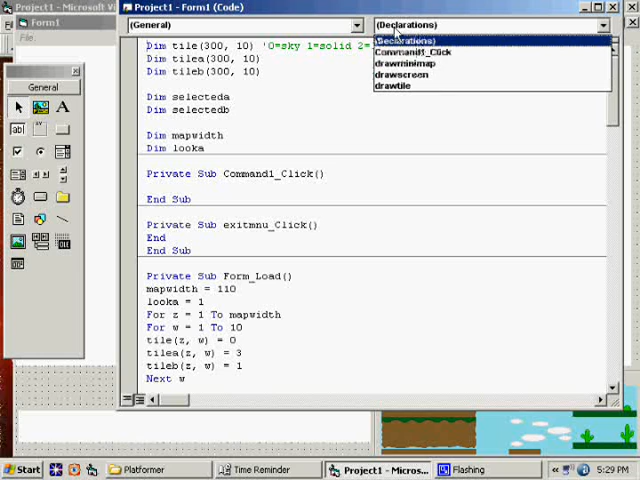 Project1 - Microsoft V
Project1 - Form1 (Code)
Form1
File
(General)
(Declarations)
(Declarations)
Command1_Click
drawminimap
drawscreen
drawtile
General
A
ab|
OLE
Dim tile(300, 10) '0=sky 1=solid 2=
Dim tilea(300, 10)
Dim tileb(300, 10)
Dim selecteda
Dim selectedb
Dim mapwidth
Dim looka
Private Sub Command1_Click()
End Sub
Private Sub exitmnu_Click()
End
End Sub
Private Sub Form_Load()
mapwidth = 110
looka = 1
For z = 1 To mapwidth
For w = 1 To 10
tile(z, w) = 0
tilea(z, w) = 3
tileb(z, w) = 1
Next w
Start
Platformer
Time Reminder
Project1 - Micros...
Flashing
5:29 PM